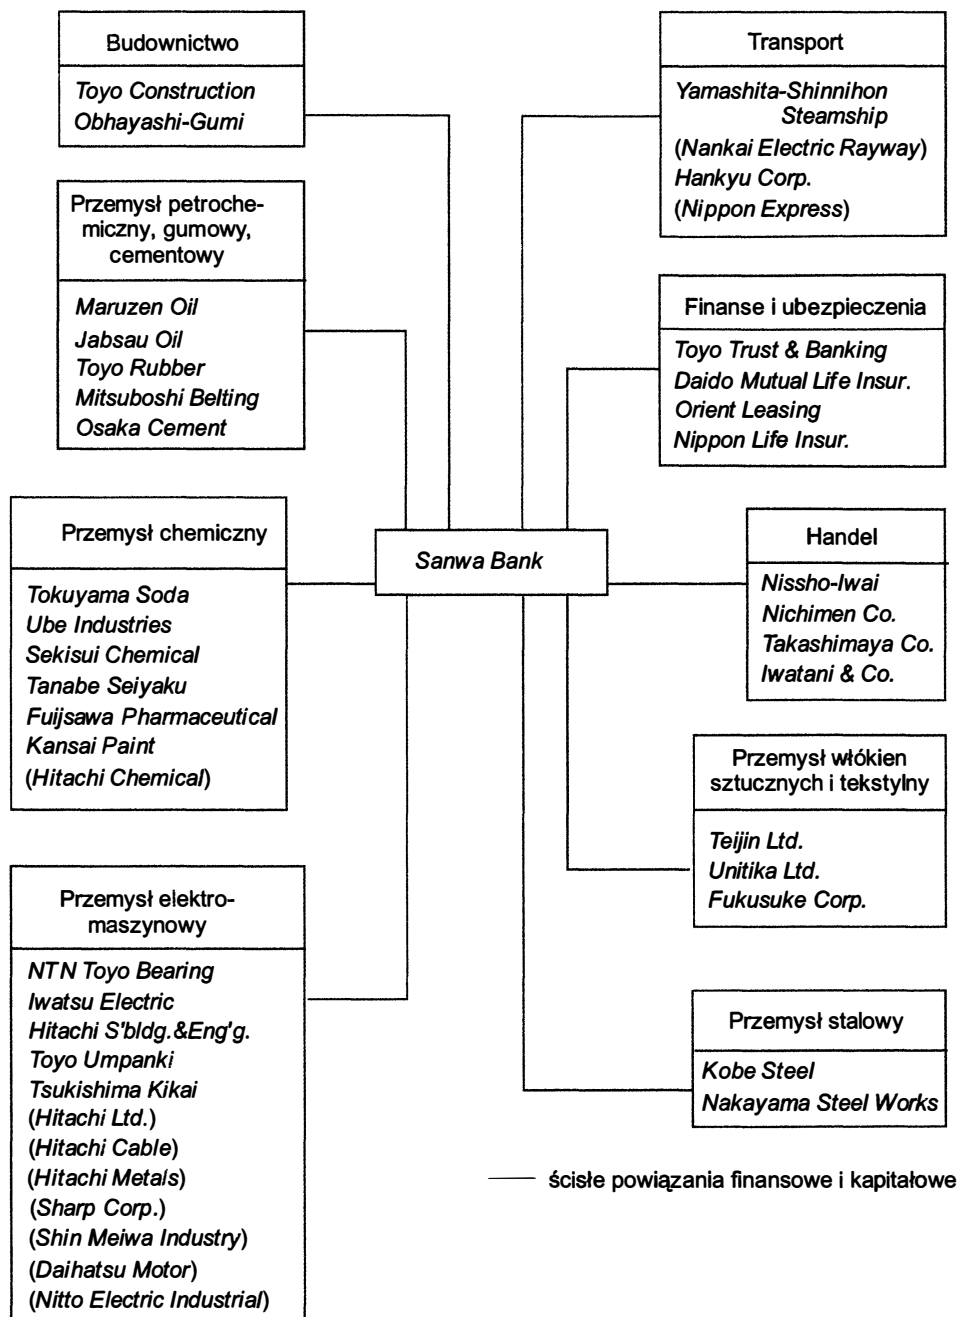 Budownictwo
Toyo Construction
Obhayashi-Gumi
Przemysł petroche-
miczny, gumowy,
cementowy
Maruzen Oil
Jabsau Oil
Toyo Rubber
Mitsuboshi Belting
Osaka Cement
Przemysł chemiczny
Tokuyama Soda
Ube Industries
Sekisui Chemical
Tanabe Seiyaku
Fuijsawa Pharmaceutical
Kansai Paint
(Hitachi Chemical)
Przemysł elektro-
maszynowy
NTN Toyo Bearing
Iwatsu Electric
Hitachi S'bldg.&Eng'g.
Toyo Umpanki
Tsukishima Kikai
(Hitachi Ltd.)
(Hitachi Cable)
(Hitachi Metals)
(Sharp Corp.)
(Shin Meiwa Industry)
(Daihatsu Motor)
(Nitto Electric Industrial)
Sanwa Bank
Transport
Yamashita-Shinnihon
Steamship
(Nankai Electric Rayway)
Hankyu Corp.
(Nippon Express)
Finanse i ubezpieczenia
Toyo Trust & Banking
Daido Mutual Life Insur.
Orient Leasing
Nippon Life Insur.
Handel
Nissho-Iwai
Nichimen Co.
Takashimaya Co.
Iwatani & Co.
Przemysł włókien
sztucznych i tekstylny
Teijin Ltd.
Unitika Ltd.
Fukusuke Corp.
Przemysł stalowy
Kobe Steel
Nakayama Steel Works
ścisłe powiązania finansowe i kapitałowe